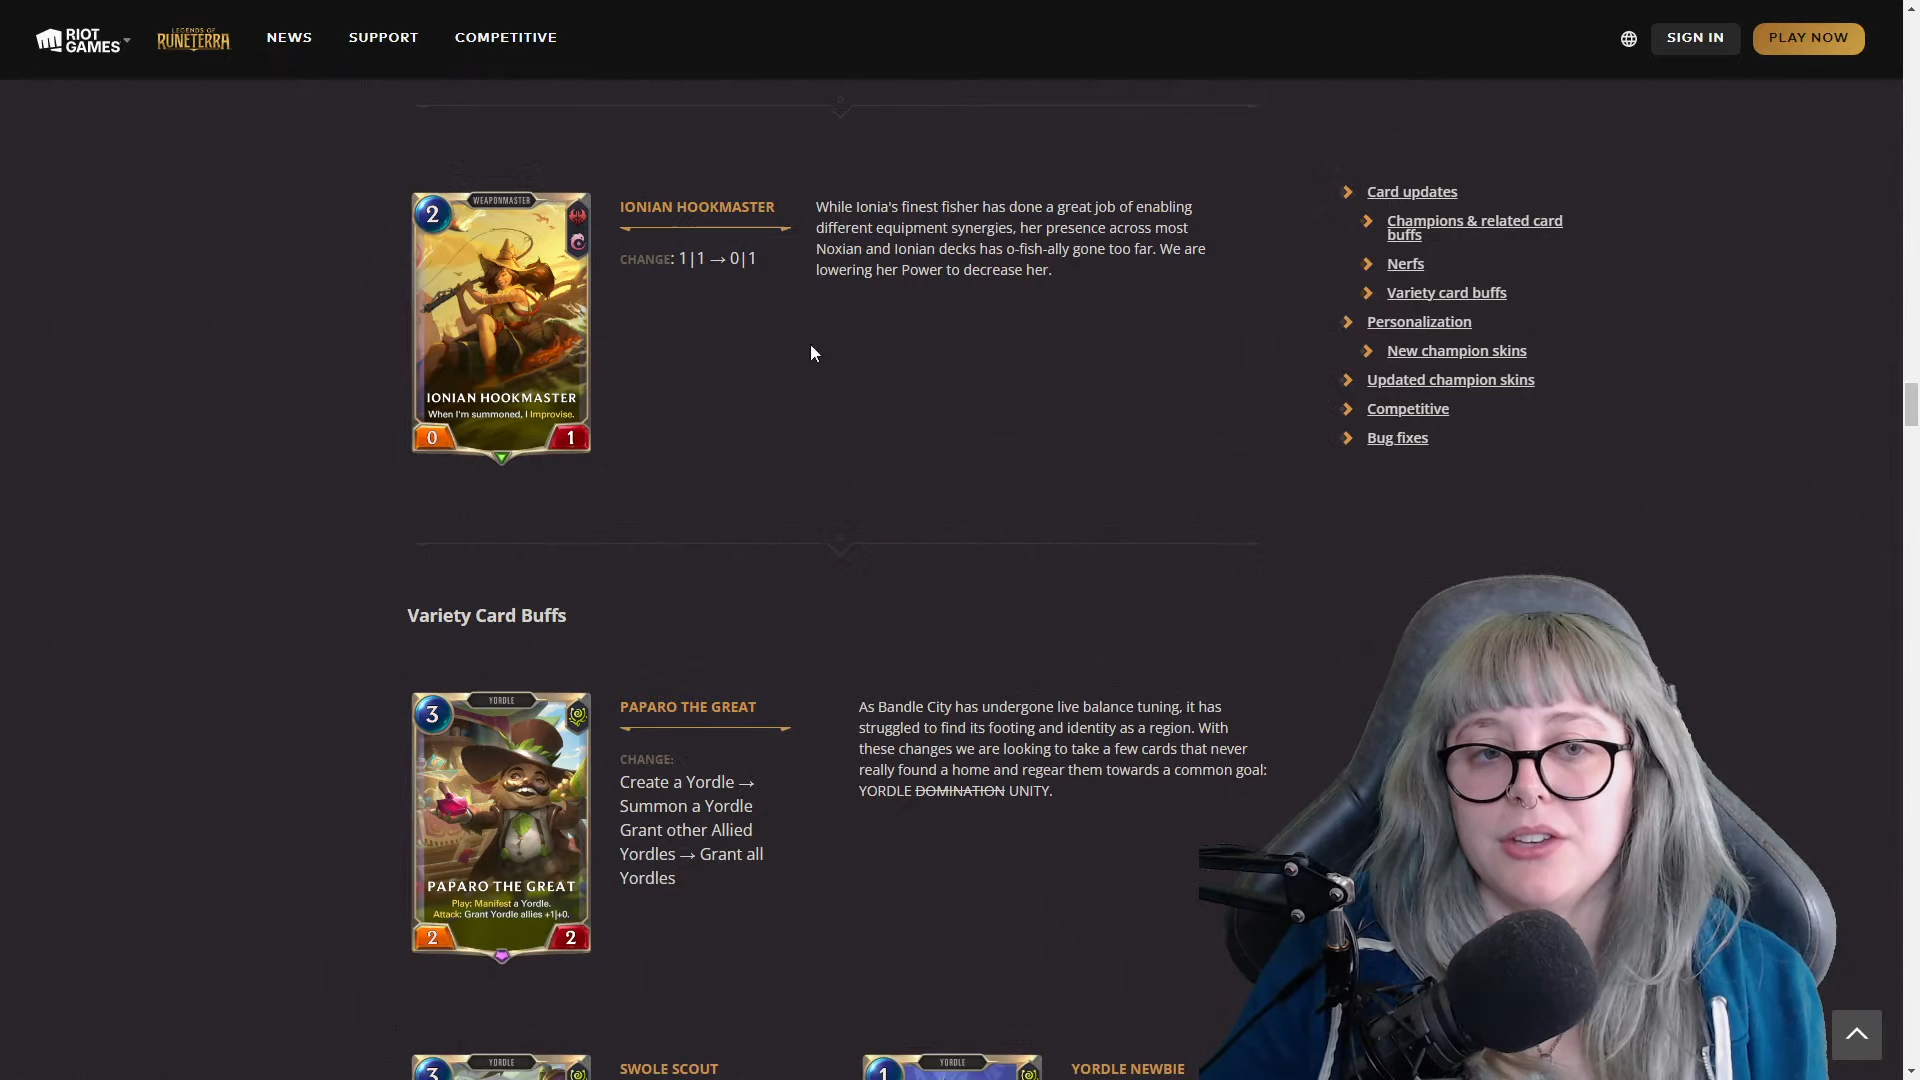 RIOT GAMES
LEGENDS OF RUNETERRA
NEWS
SUPPORT
COMPETITIVE
SIGN IN
PLAY NOW
2
WEAPONMASTER
IONIAN HOOKMASTER
When I'm summoned, I Improvise.
0
1
IONIAN HOOKMASTER
CHANGE: 1|1 → 0|1
While Ionia's finest fisher has done a great job of enabling
different equipment synergies, her presence across most
Noxian and Ionian decks has o-fish-ally gone too far. We are
lowering her Power to decrease her.
Card updates
Champions & related card
buffs
Nerfs
Variety card buffs
Personalization
New champion skins
Updated champion skins
Competitive
Bug fixes
Variety Card Buffs
3
YORDLE
PAPARO THE GREAT
Play: Manifest a Yordle.
Attack: Grant Yordle allies +1|+0.
2
2
PAPARO THE GREAT
CHANGE:
Create a Yordle →
Summon a Yordle
Grant other Allied
Yordles → Grant all
Yordles
As Bandle City has undergone live balance tuning, it has
struggled to find its footing and identity as a region. With
these changes we are looking to take a few cards that never
really found a home and regear them towards a common goal:
YORDLE DOMINATION UNITY.
3
YORDLE
SWOLE SCOUT
1
YORDLE
YORDLE NEWBIE